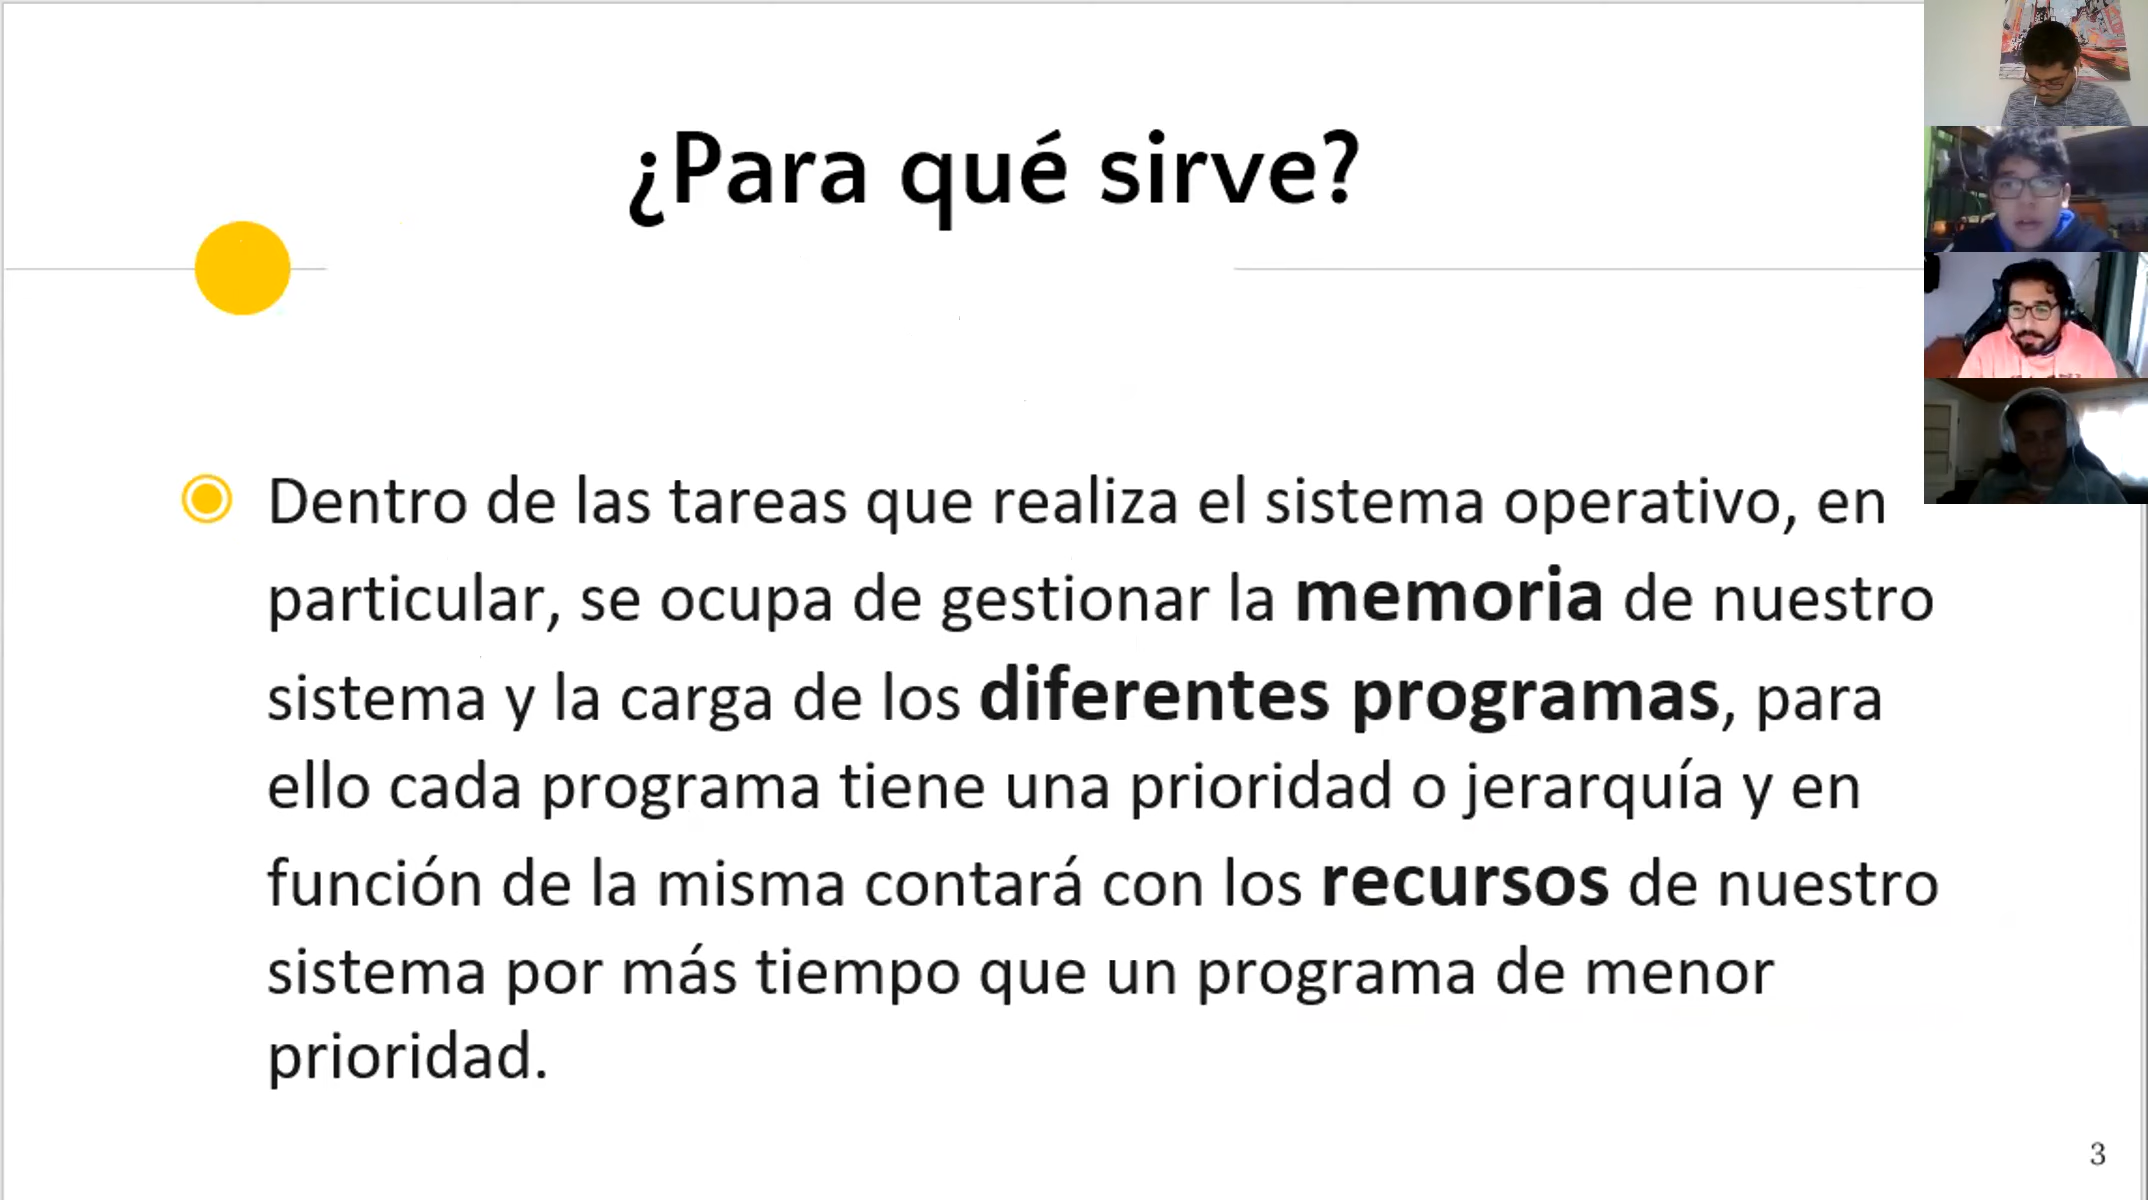 ¿Para qué sirve?
Dentro de las tareas que realiza el sistema operativo, en
particular, se ocupa de gestionar la memoria de nuestro
sistema y la carga de los diferentes programas, para
ello cada programa tiene una prioridad o jerarquía y en
función de la misma contará con los recursos de nuestro
sistema por más tiempo que un programa de menor
prioridad.
3